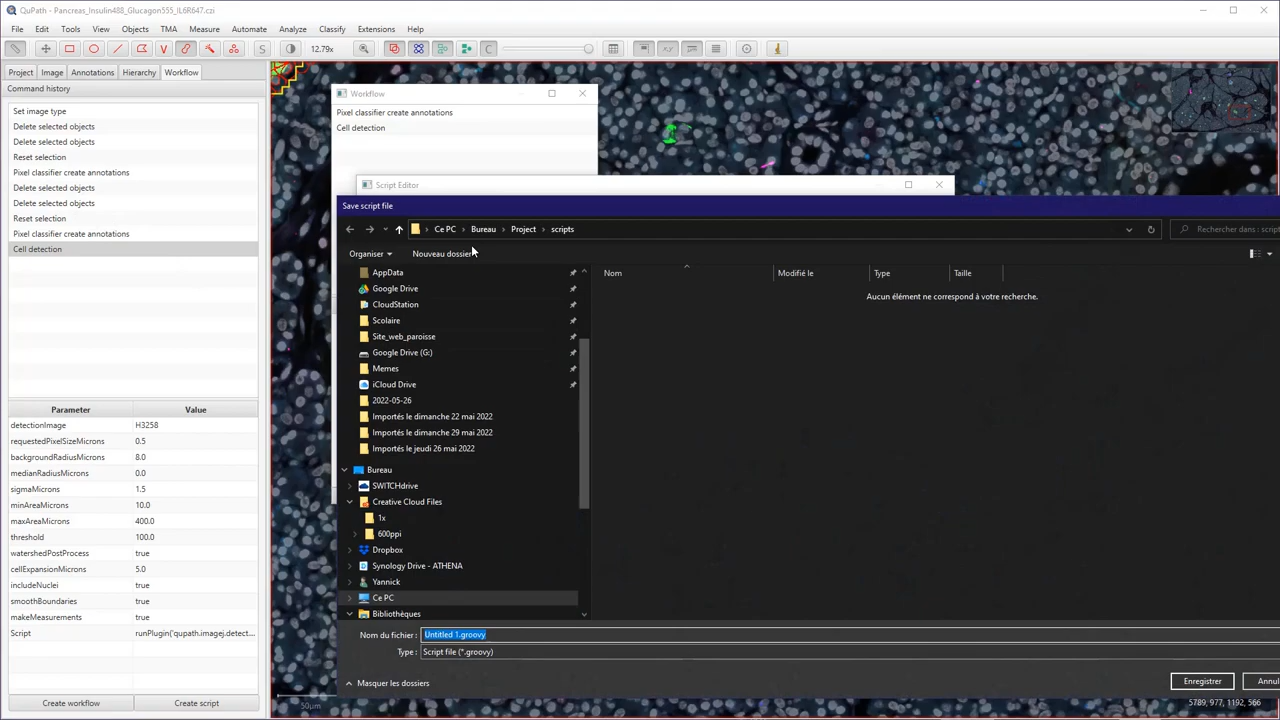 QuPath - Pancreas_Insulin488_Glucagon555_IL6R647.czi
File Edit Tools View Objects TMA Measure Automate Analyze Classify Extensions Help
S 12.79x C
Project Image Annotations Hierarchy Workflow
Command history
Set image type
Delete selected objects
Delete selected objects
Reset selection
Pixel classifier create annotations
Delete selected objects
Delete selected objects
Reset selection
Pixel classifier create annotations
Cell detection
Parameter Value
detectionImage H3258
requestedPixelSizeMicrons 0.5
backgroundRadiusMicrons 8.0
medianRadiusMicrons 0.0
sigmaMicrons 1.5
minAreaMicrons 10.0
maxAreaMicrons 400.0
threshold 100.0
watershedPostProcess true
cellExpansionMicrons 5.0
includeNuclei true
smoothBoundaries true
makeMeasurements true
Script runPlugin('qupath.imagej.detect....
Create workflow Create script
Workflow
Pixel classifier create annotations
Cell detection
Script Editor
Save script file
Ce PC Bureau Project scripts
Rechercher dans : script
Organiser Nouveau dossier
AppData
Google Drive
CloudStation
Scolaire
Site_web_paroisse
Google Drive (G:)
Memes
iCloud Drive
2022-05-26
Importés le dimanche 22 mai 2022
Importés le dimanche 29 mai 2022
Importés le jeudi 26 mai 2022
Bureau
SWITCHdrive
Creative Cloud Files
1x
600ppi
Dropbox
Synology Drive - ATHENA
Yannick
Ce PC
Bibliothèques
Nom Modifié le Type Taille
Aucun élément ne correspond à votre recherche.
Nom du fichier : Untitled 1.groovy
Type : Script file (*.groovy)
Masquer les dossiers
Enregistrer Annul
50µm
5789, 977, 1192, 566